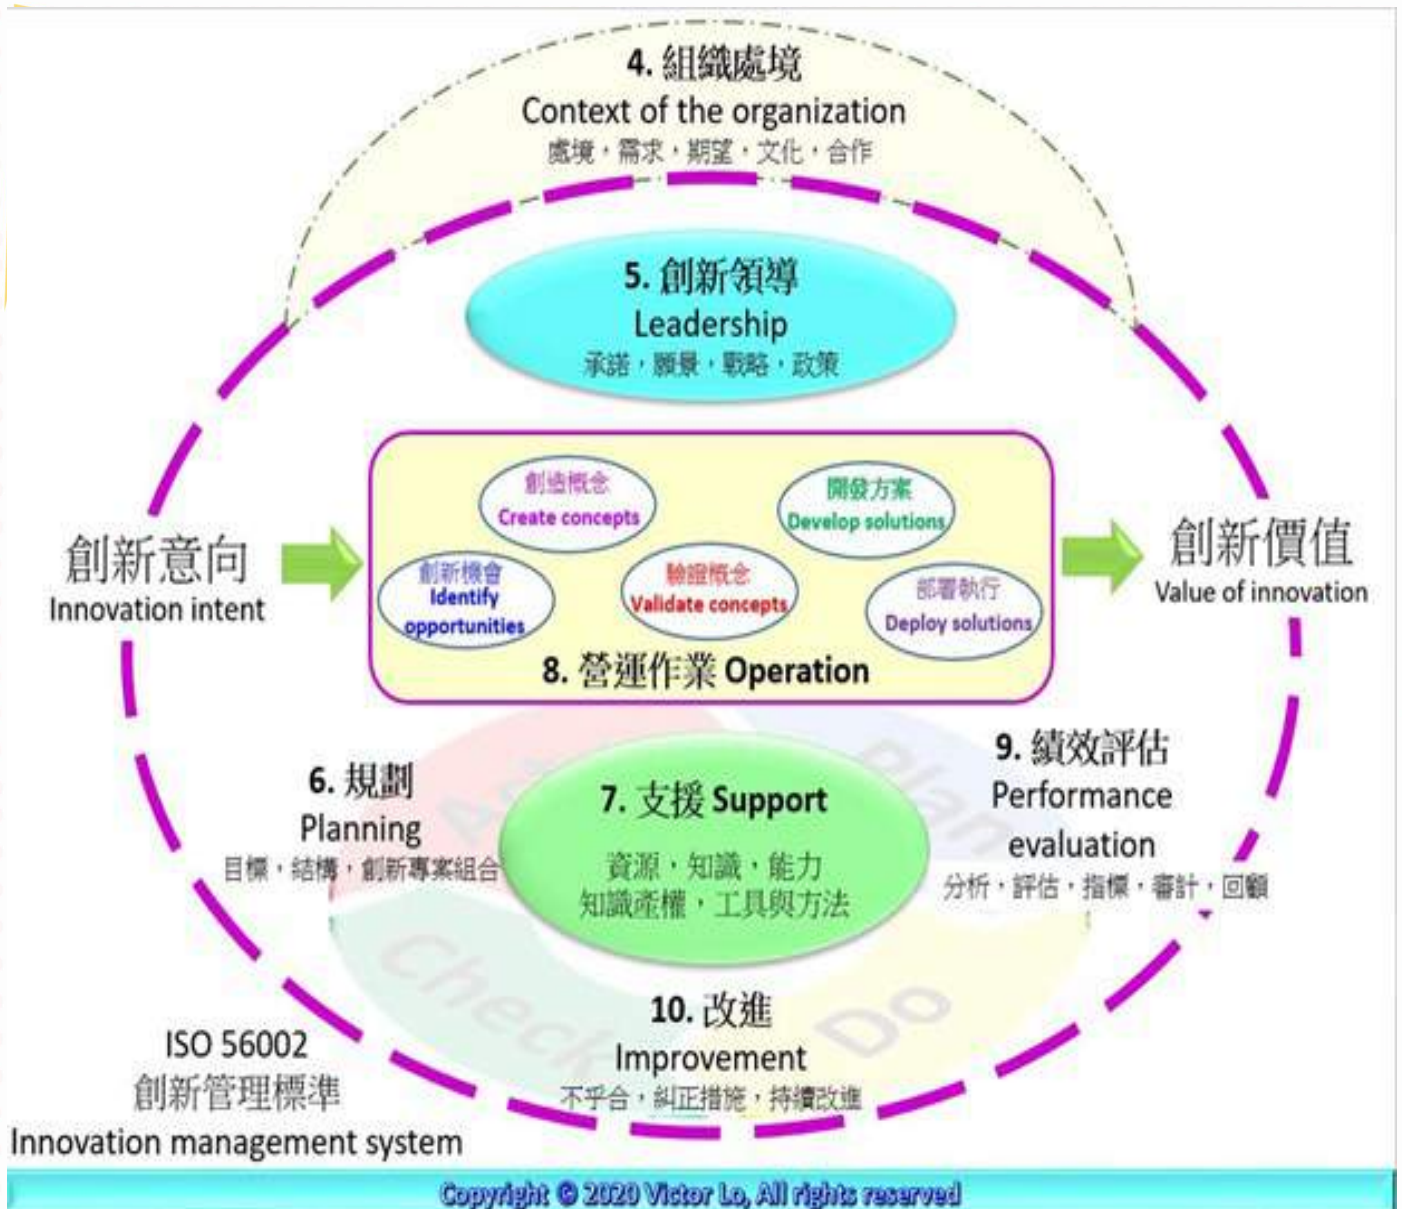 4. 組織處境
Context of the organization
處境，需求，期望，文化，合作
5. 創新領導
Leadership
承諾，願景，戰略，政策
創新意向
Innovation intent
創造概念
Create concepts
開發方案
Develop solutions
創新機會
Identify
opportunities
驗證概念
Validate concepts
部署執行
Deploy solutions
8. 營運作業 Operation
創新價值
Value of innovation
6. 規劃
Planning
目標，結構，創新專案組合
7. 支援 Support
資源，知識，能力
知識產權，工具與方法
9. 績效評估
Performance
evaluation
分析，評估，指標，審計，回顧
Act
Plan
Check
Do
10. 改進
Improvement
不乎合，糾正措施，持續改進
ISO 56002
創新管理標準
Innovation management system
Copyright © 2020 Victor Lo, All rights reserved